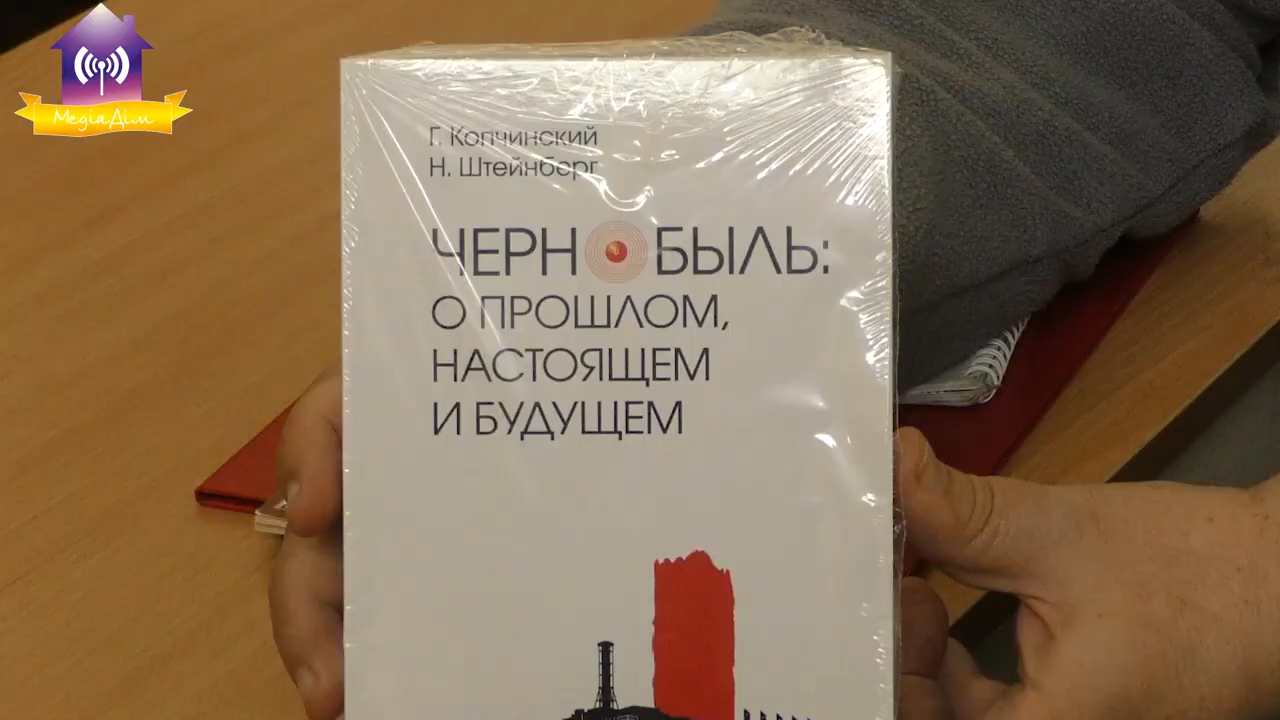 МедіаДім
Г. Копчинский
Н. Штейнберг
ЧЕРНОБЫЛЬ:
О ПРОШЛОМ,
НАСТОЯЩЕМ
И БУДУЩЕМ